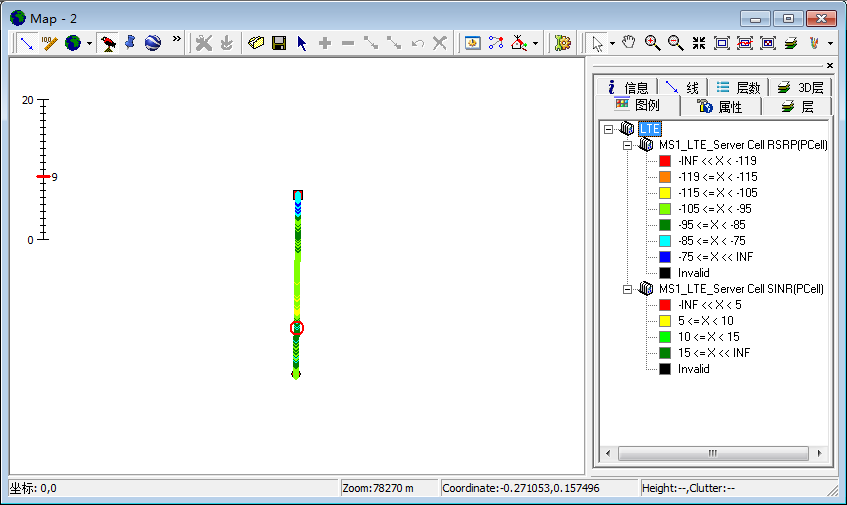 Map - 2
100
»
20
9
0
信息
线
层数
3D层
图例
属性
层
LTE
MS1_LTE_Server Cell RSRP(PCell)
-INF << X < -119
-119 <= X < -115
-115 <= X < -105
-105 <= X < -95
-95 <= X < -85
-85 <= X < -75
-75 <= X << INF
Invalid
MS1_LTE_Server Cell SINR(PCell)
-INF << X < 5
5 <= X < 10
10 <= X < 15
15 <= X << INF
Invalid
坐标: 0,0
Zoom:78270 m
Coordinate:-0.271053,0.157496
Height:--,Clutter:--